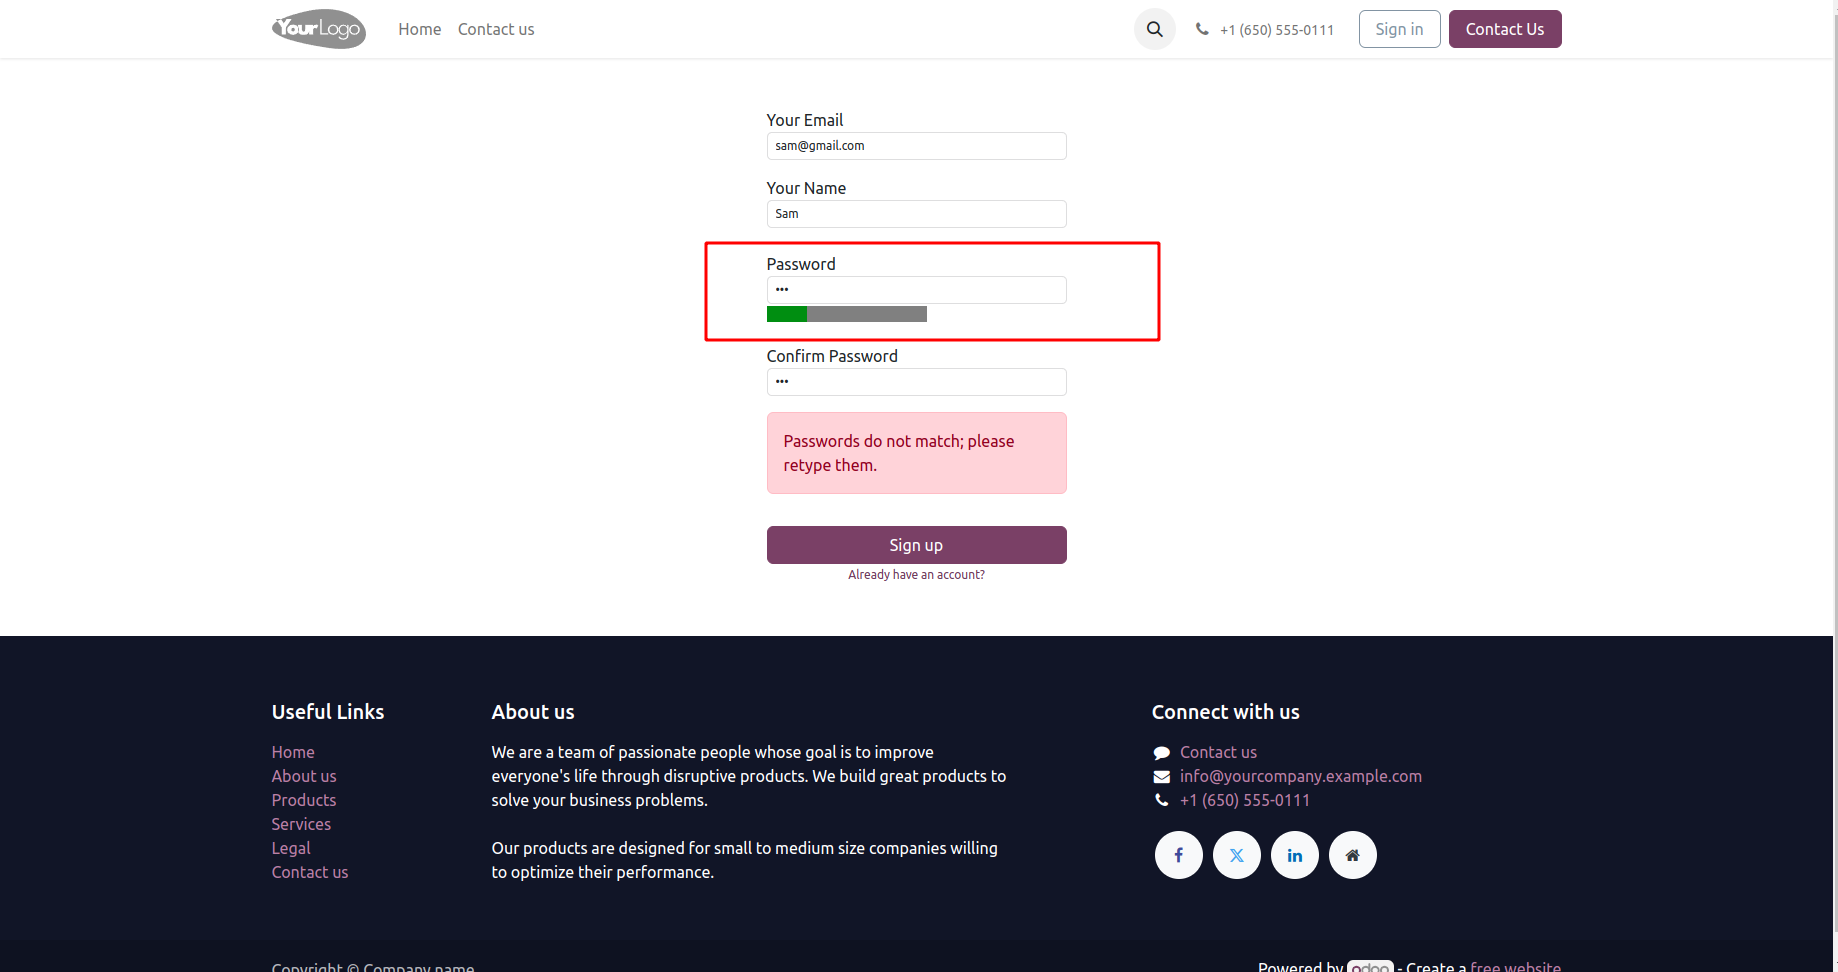 YourLogo
Home
Contact us
+1 (650) 555-0111
Sign in
Contact Us
Your Email
sam@gmail.com
Your Name
Sam
Password
•••
Confirm Password
•••
Passwords do not match; please
retype them.
Sign up
Already have an account?
Useful Links
Home
About us
Products
Services
Legal
Contact us
About us
We are a team of passionate people whose goal is to improve
everyone's life through disruptive products. We build great products to
solve your business problems.
Our products are designed for small to medium size companies willing
to optimize their performance.
Connect with us
Contact us
info@yourcompany.example.com
+1 (650) 555-0111
Copyright © Company name
Powered by odoo - Create a free website